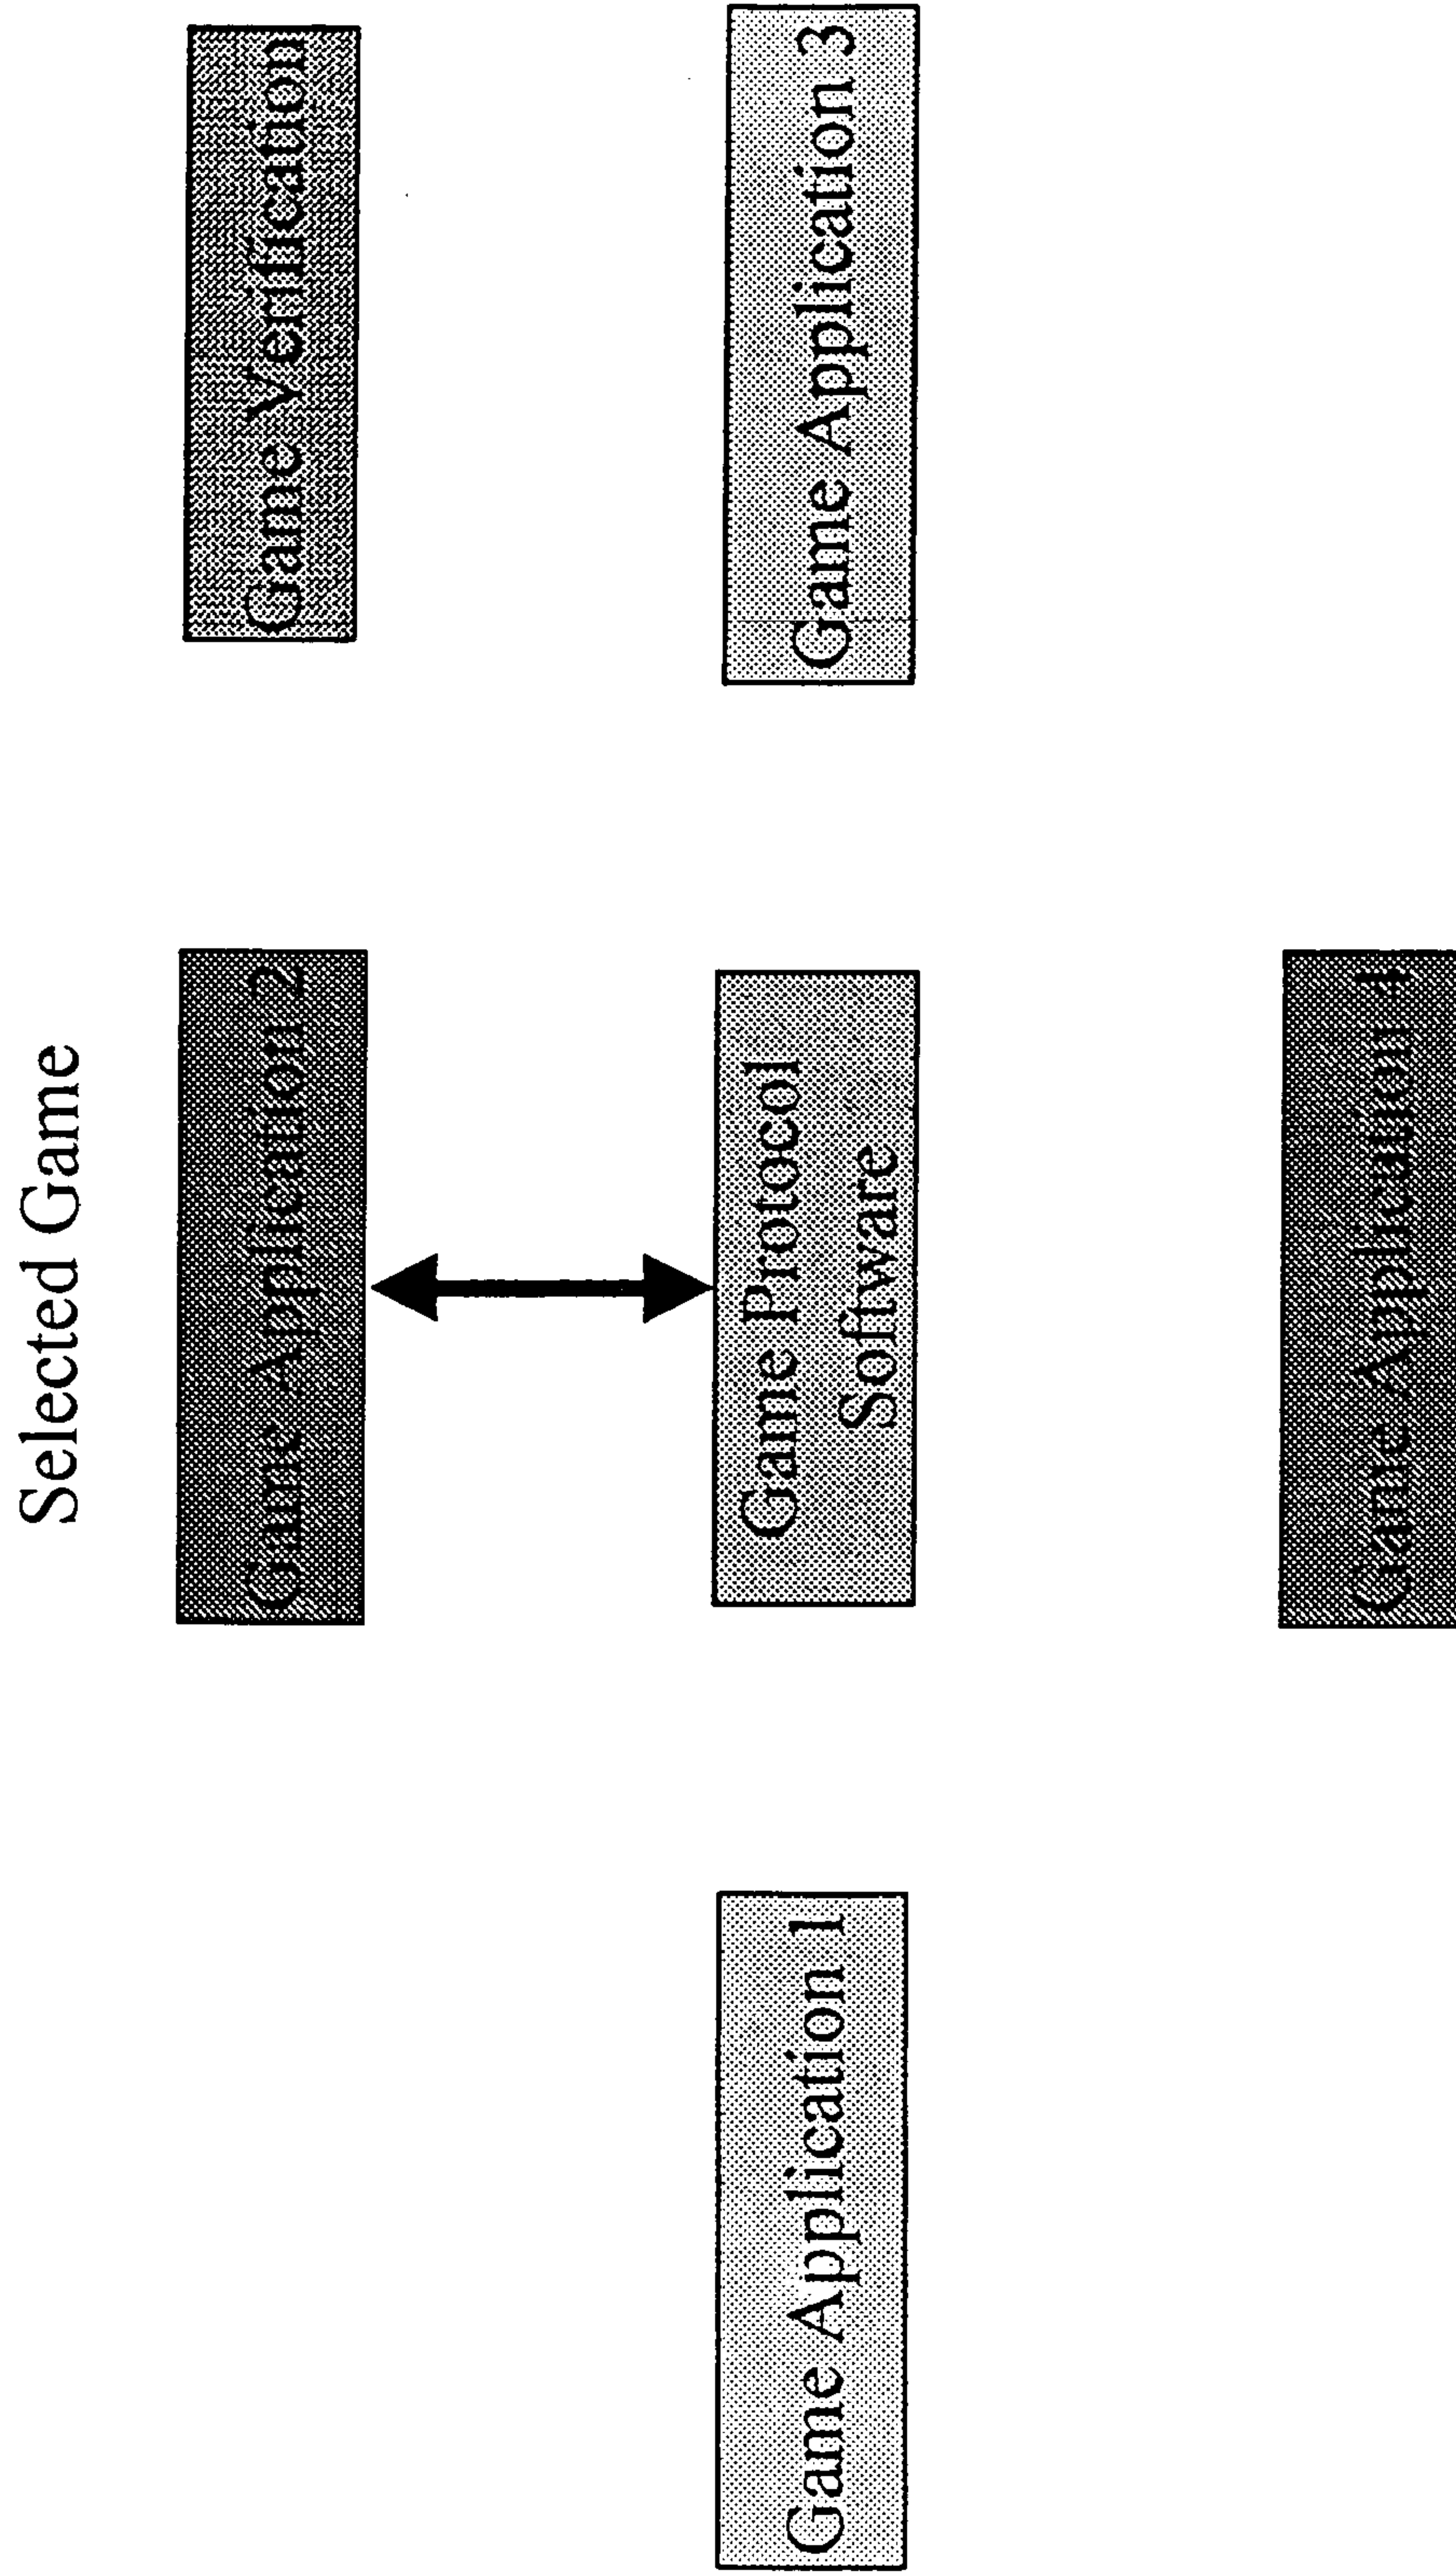 Selected Game
Game Application 2
Game Verification
Game Application 1
Game Protocol
Software
Game Application 3
Game Application 4